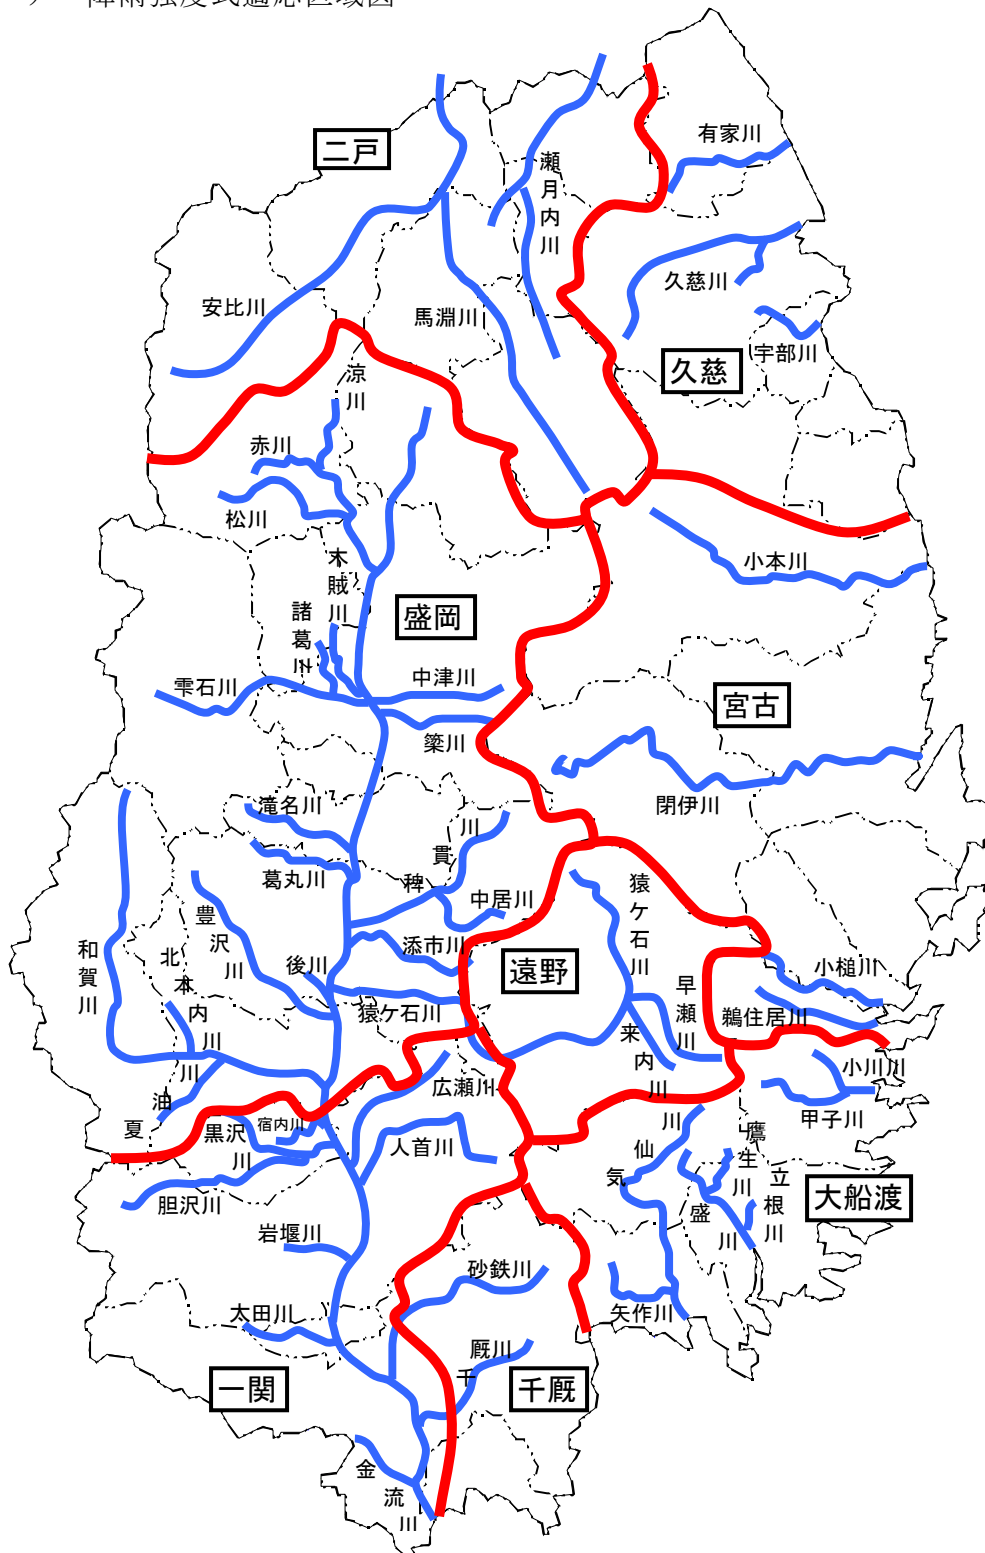 降雨強度式適応区域図
二戸
有家川
瀬月内川
安比川
馬淵川
久慈川
久慈
宇部川
涼川
赤川
松川
小本川
木賊川
諸葛川
盛岡
雫石川
中津川
簗川
宮古
閉伊川
滝名川
葛丸川
稗貫川
中居川
猿ケ石川
豊沢川
和賀川
北本内川
後川
添市川
遠野
早瀬川
小槌川
鵜住居川
猿ケ石川
来内川
小川川
甲子川
夏油川
広瀬川
黒沢川
宿内川
人首川
気仙川
鷹生川
立根川
盛川
大船渡
胆沢川
岩堰川
砂鉄川
太田川
矢作川
千厩川
一関
千厩
金流川